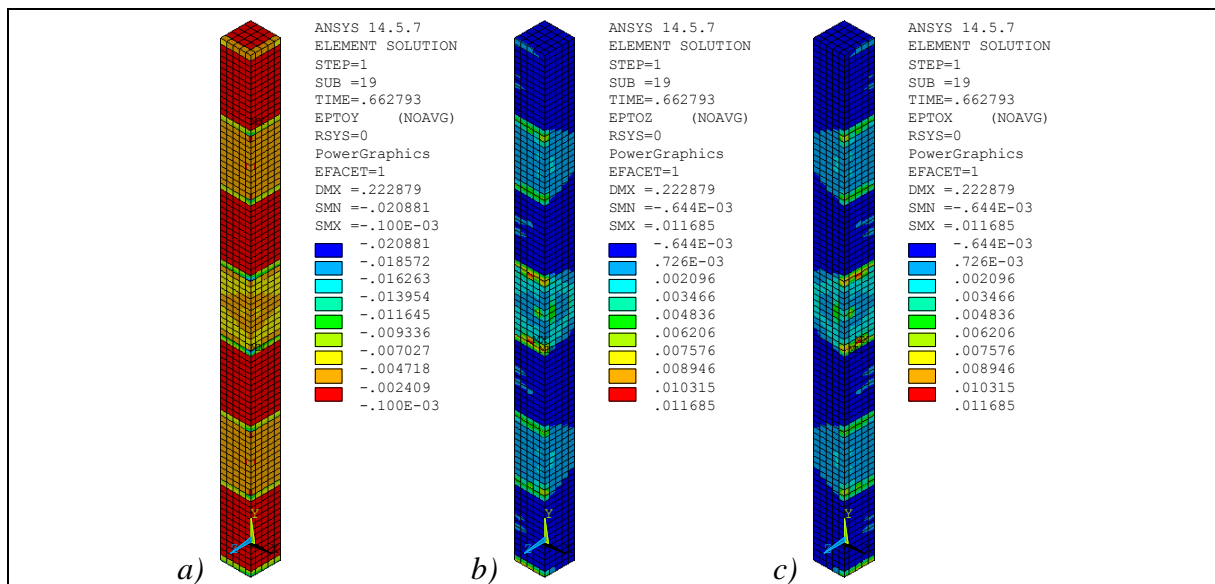 ANSYS 14.5.7
ELEMENT SOLUTION
STEP=1
SUB =19
TIME=.662793
EPTOY (NOAVG)
RSYS=0
PowerGraphics
EFACET=1
DMX =.222879
SMN =-.020881
SMX =-.100E-03
-.020881
-.018572
-.016263
-.013954
-.011645
-.009336
-.007027
-.004718
-.002409
-.100E-03
Y
Z
a)
ANSYS 14.5.7
ELEMENT SOLUTION
STEP=1
SUB =19
TIME=.662793
EPTOZ (NOAVG)
RSYS=0
PowerGraphics
EFACET=1
DMX =.222879
SMN =-.644E-03
SMX =.011685
-.644E-03
.726E-03
.002096
.003466
.004836
.006206
.007576
.008946
.010315
.011685
Y
Z
b)
ANSYS 14.5.7
ELEMENT SOLUTION
STEP=1
SUB =19
TIME=.662793
EPTOX (NOAVG)
RSYS=0
PowerGraphics
EFACET=1
DMX =.222879
SMN =-.644E-03
SMX =.011685
-.644E-03
.726E-03
.002096
.003466
.004836
.006206
.007576
.008946
.010315
.011685
Y
Z
c)